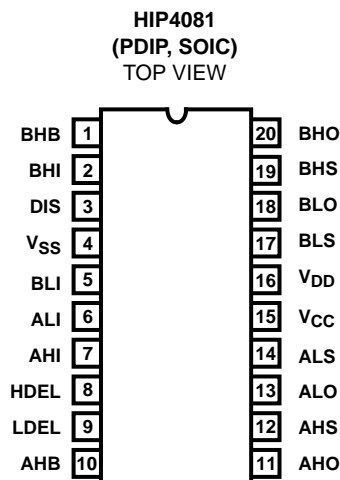 HIP4081
(PDIP, SOIC)
TOP VIEW
BHB 1 20 BHO
BHI 2 19 BHS
DIS 3 18 BLO
VSS 4 17 BLS
BLI 5 16 VDD
ALI 6 15 VCC
AHI 7 14 ALS
HDEL 8 13 ALO
LDEL 9 12 AHS
AHB 10 11 AHO